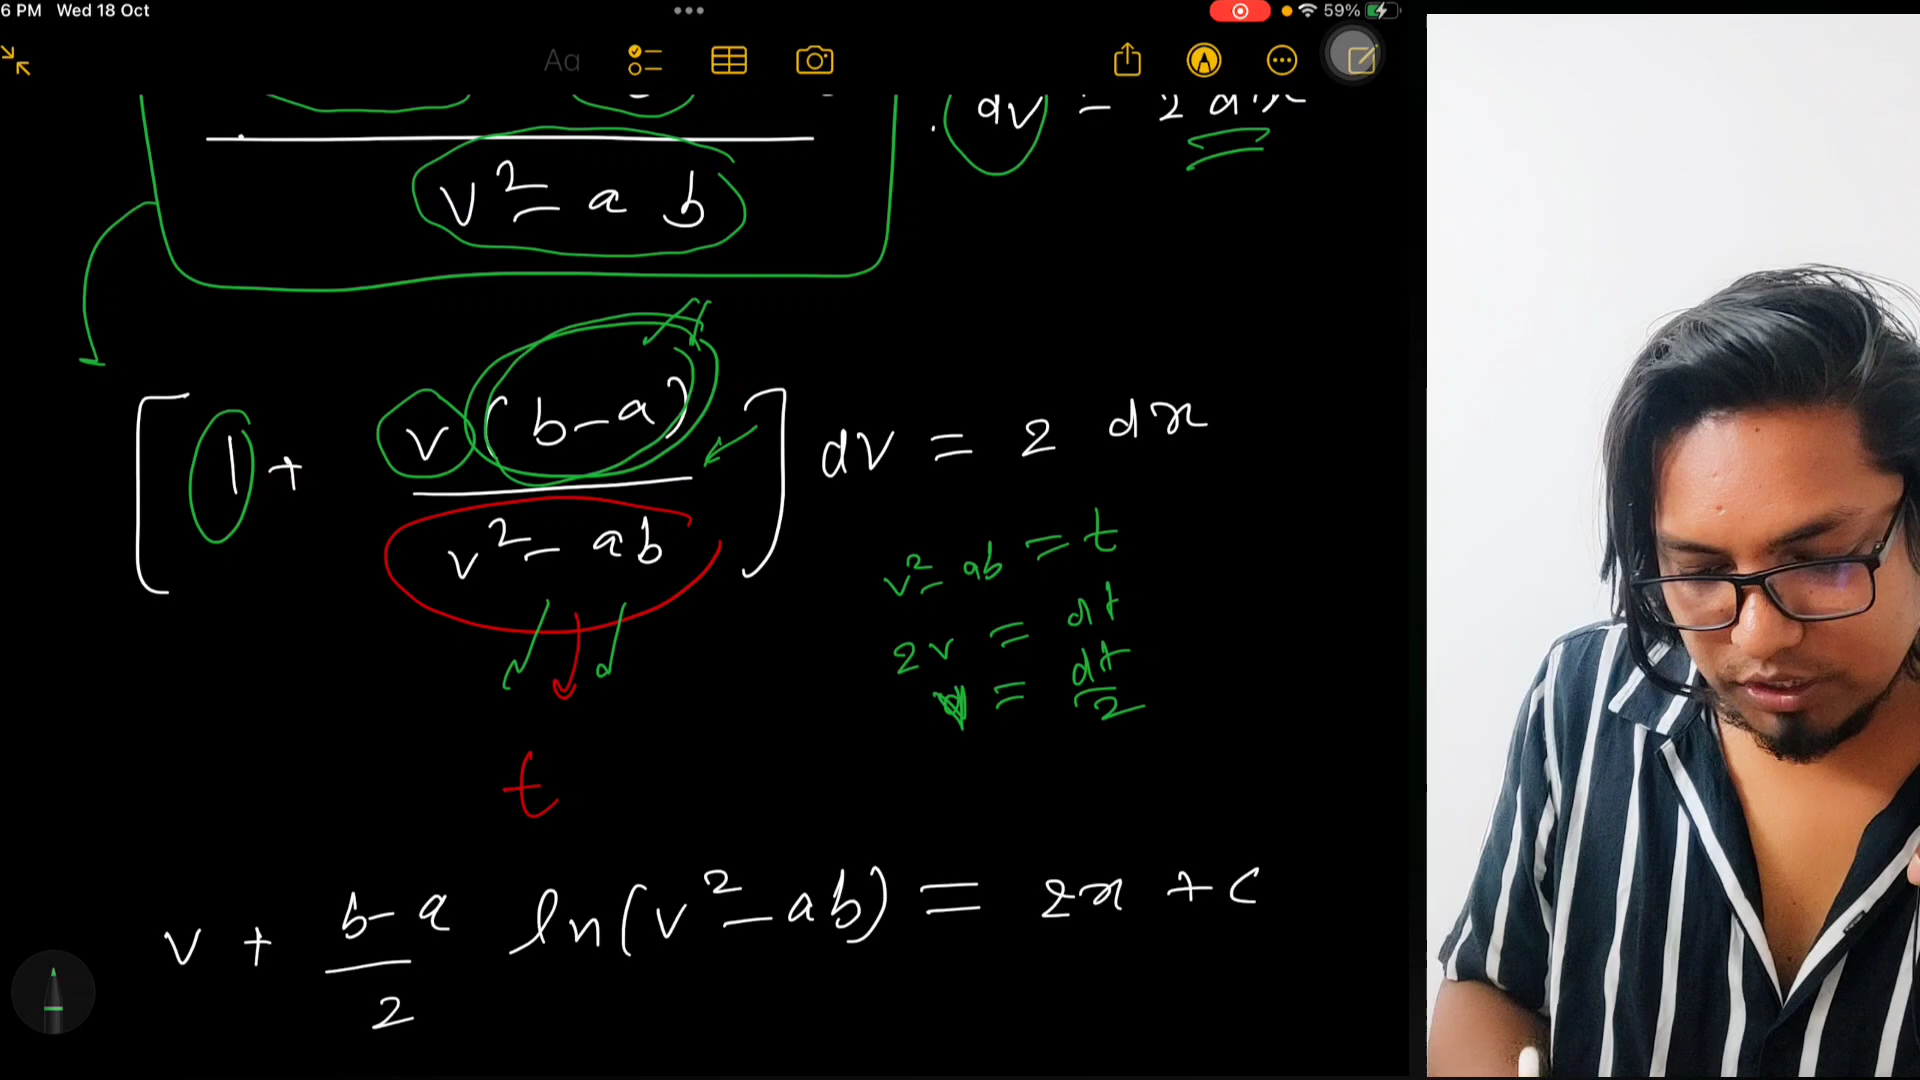 6 PM Wed 18 Oct
59%
Aa
. dv = 2 dx
v² - ab
[ 1 + v (b-a) / v² - ab ] dv = 2 dx
v² - ab = t
2v = dt
= dt/2
t
v + b-a/2 ln(v² - ab) = 2x + c